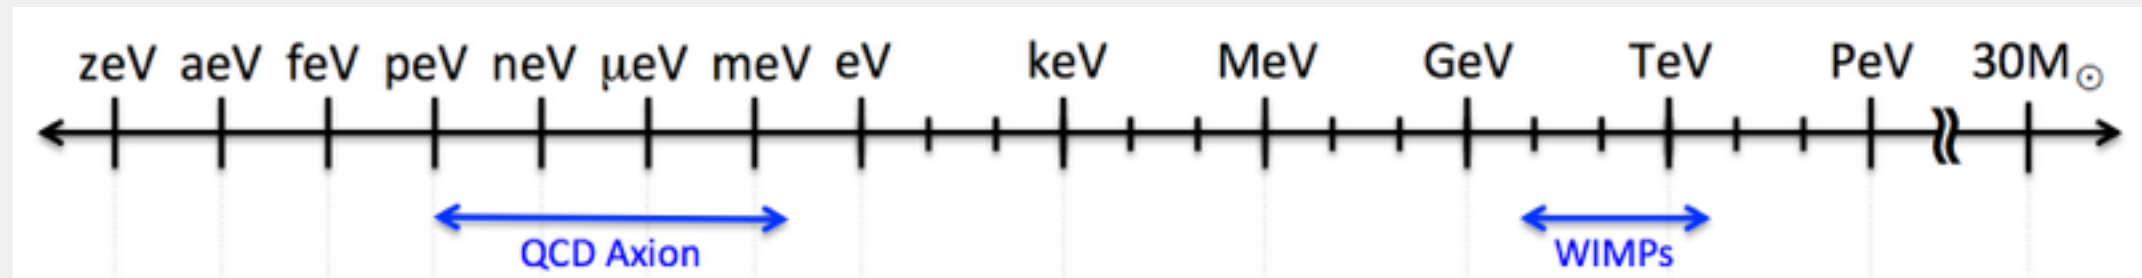 zeV aeV feV peV neV μeV meV eV keV MeV GeV TeV PeV 30M☉
QCD Axion WIMPs